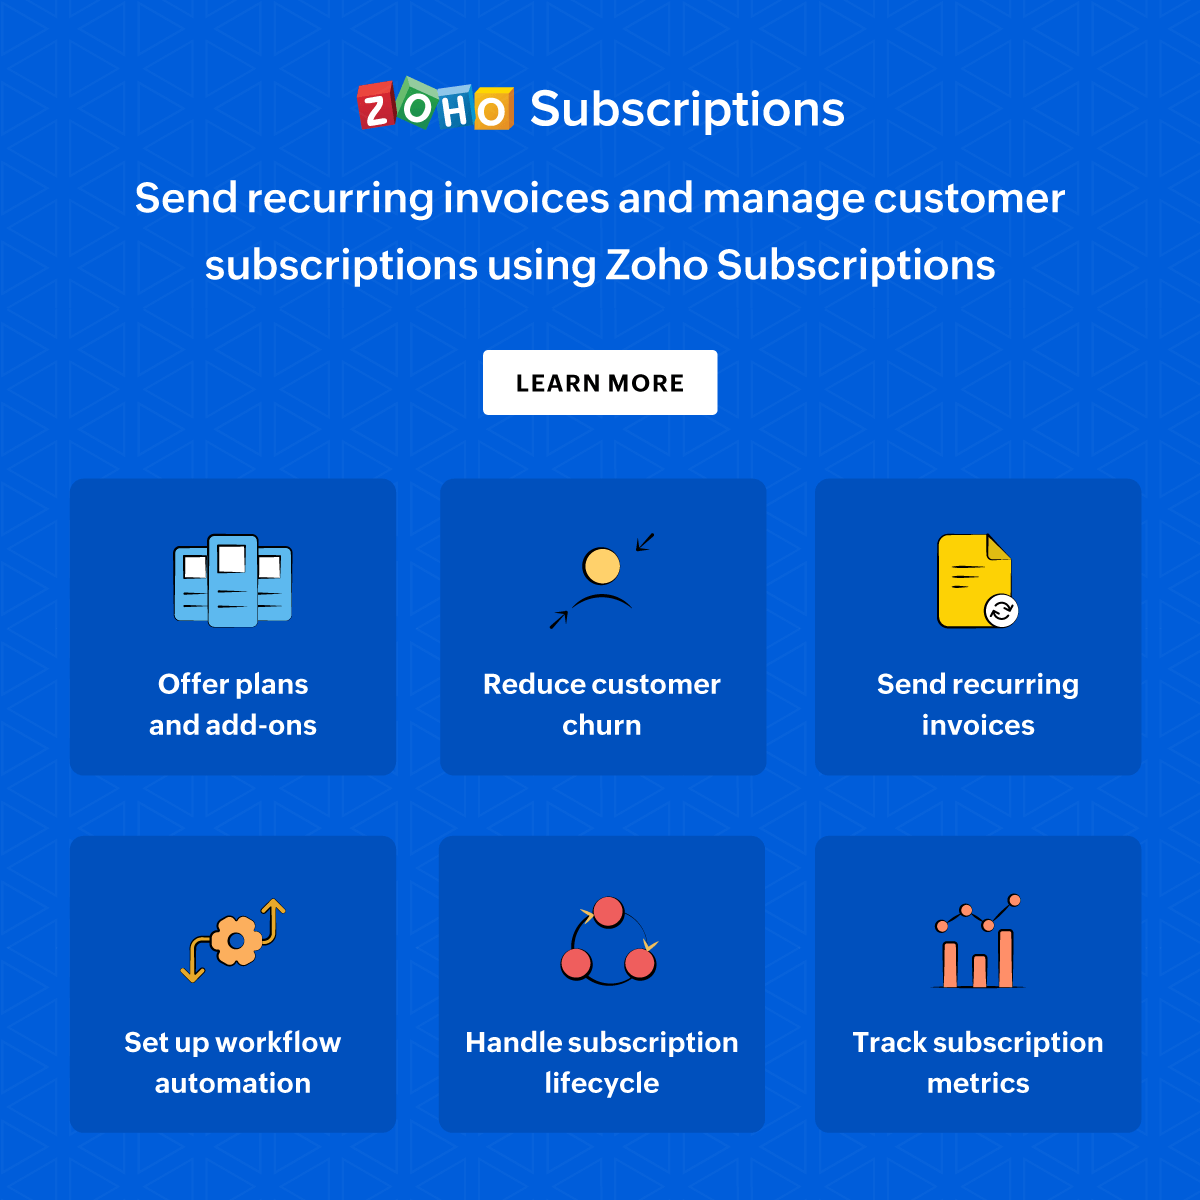 ZOHO Subscriptions
Send recurring invoices and manage customer
subscriptions using Zoho Subscriptions
LEARN MORE
Offer plans
and add-ons
Reduce customer
churn
Send recurring
invoices
Set up workflow
automation
Handle subscription
lifecycle
Track subscription
metrics